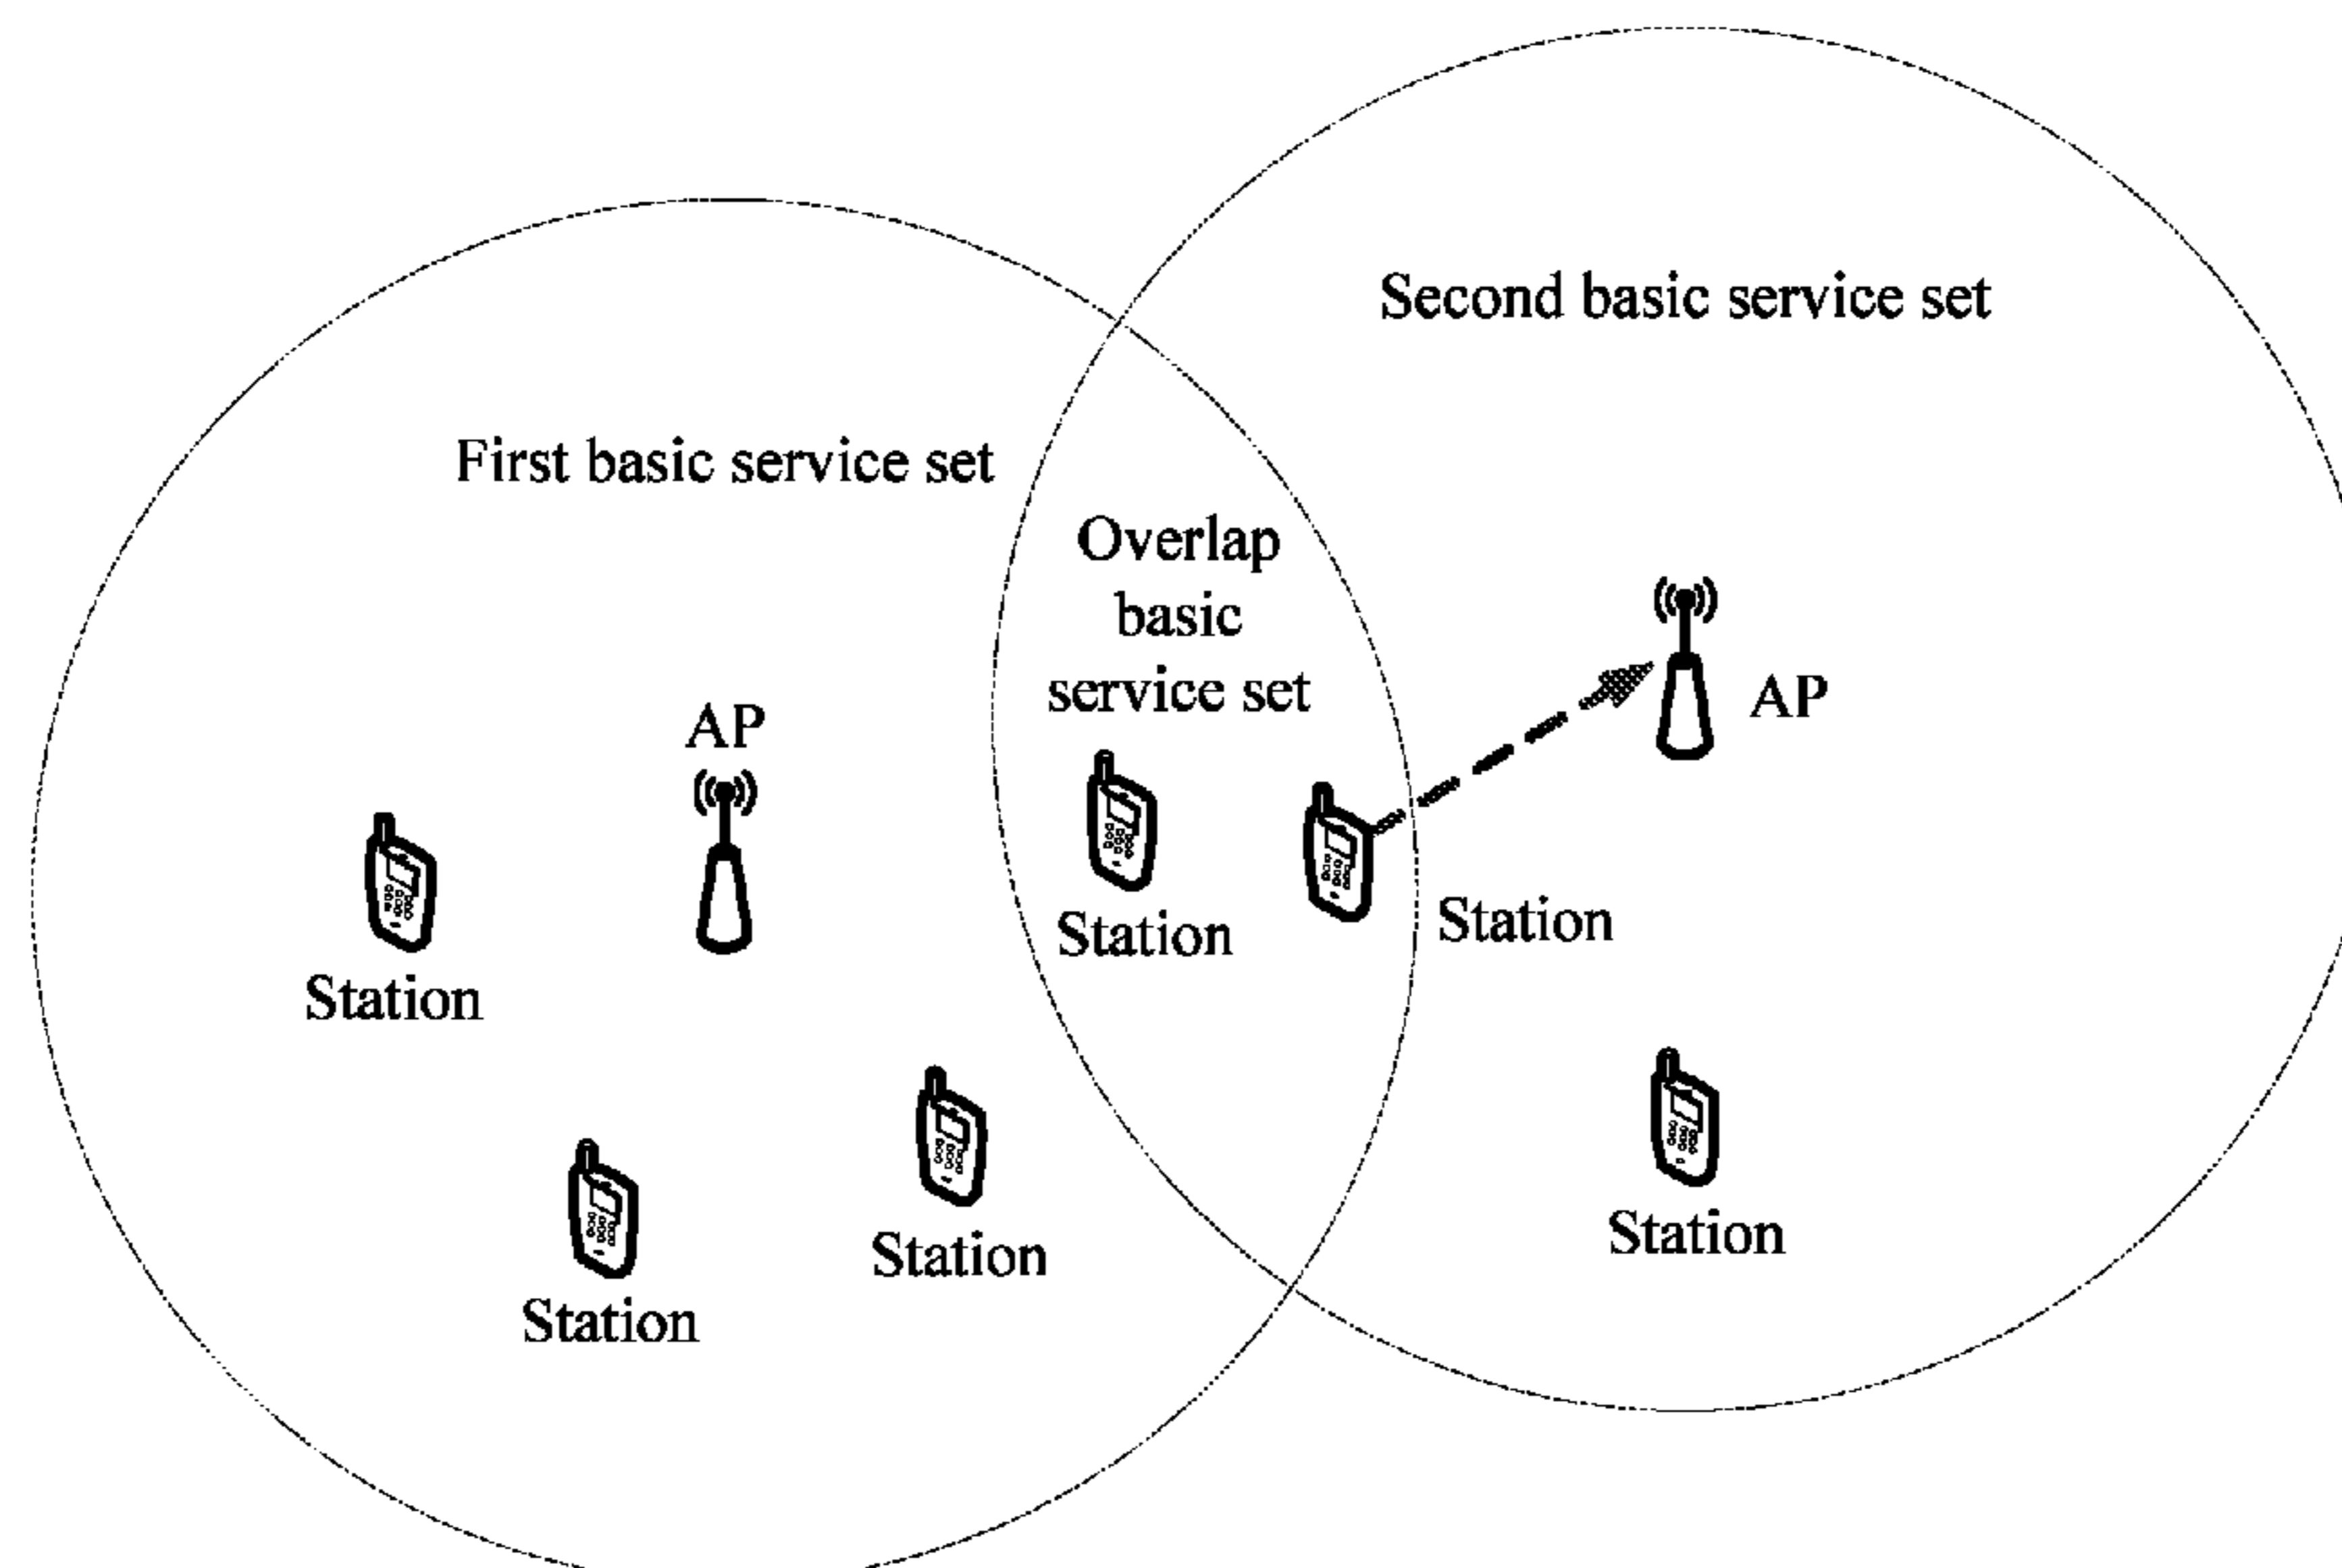 Second basic service set
First basic service set
Overlap
basic
service set
AP
AP
Station
Station
Station
Station
Station
Station